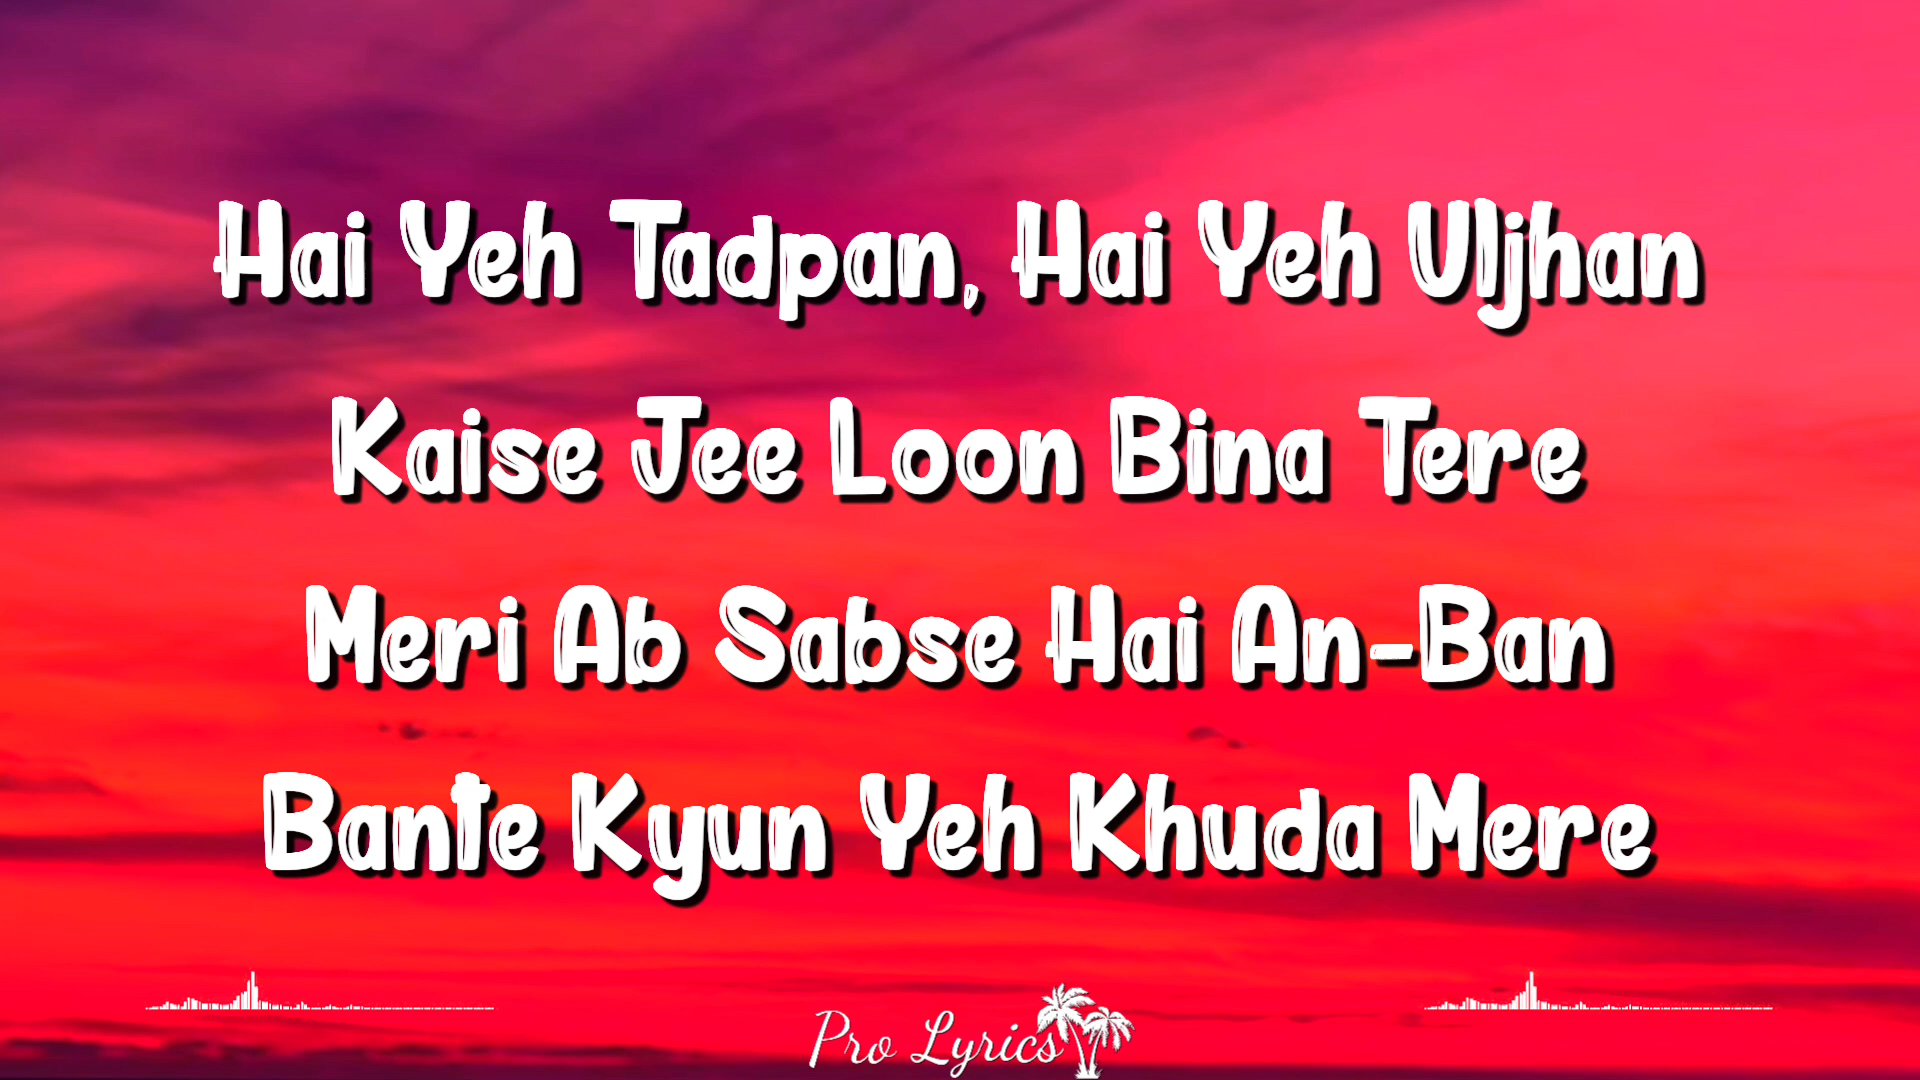 Hai Yeh Tadpan, Hai Yeh Uljhan
Kaise Jee Loon Bina Tere
Meri Ab Sabse Hai An-Ban
Bante Kyun Yeh Khuda Mere
Pro Lyrics